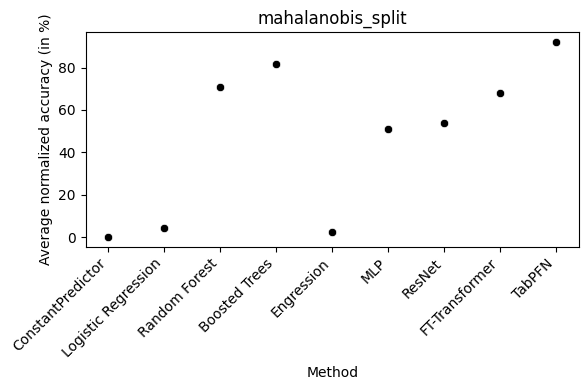 mahalanobis_split
Average normalized accuracy (in %)
80
60
40
20
0
ConstantPredictor
Logistic Regression
Random Forest
Boosted Trees
Engression
MLP
ResNet
FT-Transformer
TabPFN
Method